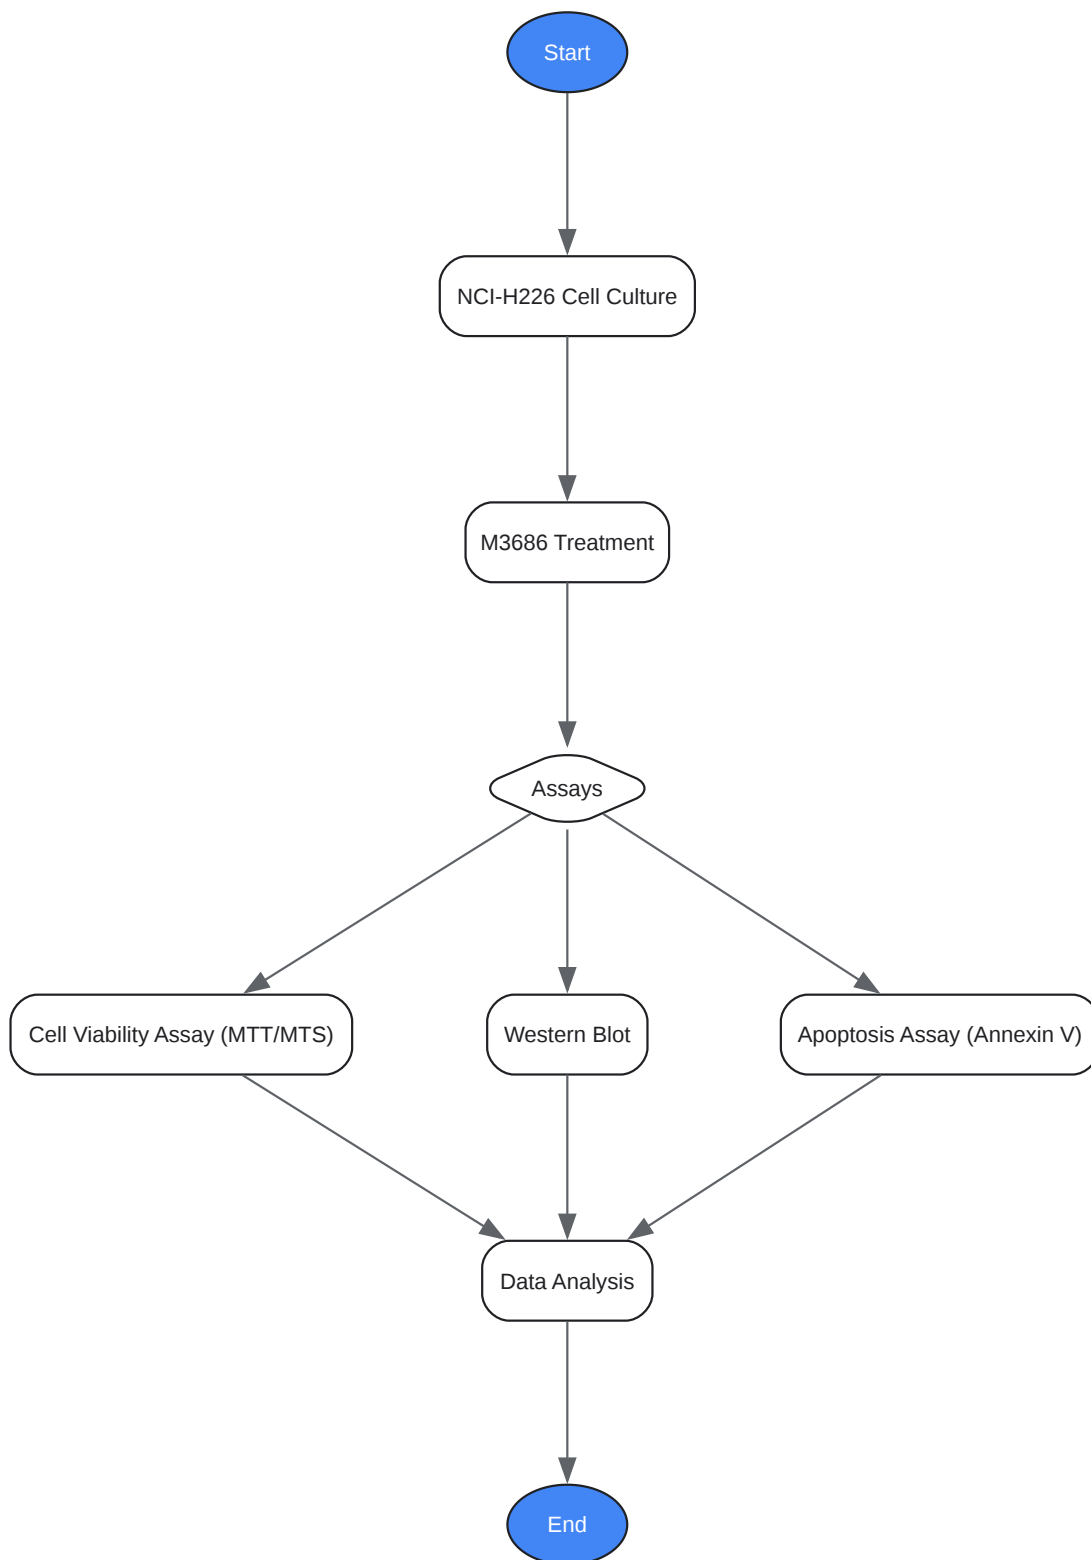 Start
NCI-H226 Cell Culture
M3686 Treatment
Assays
Cell Viability Assay (MTT/MTS)
Western Blot
Apoptosis Assay (Annexin V)
Data Analysis
End